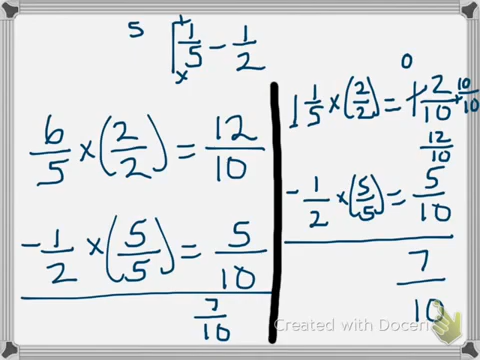 5 1 1/5 - 1/2
6/5 × (2/2) = 12/10
- 1/2 × (5/5) = 5/10
7/10
0
1 1/5 × (2/2) = 1 2/10 + 10/10
12/10
- 1/2 × (5/5) = 5/10
7/10
Created with Doceri